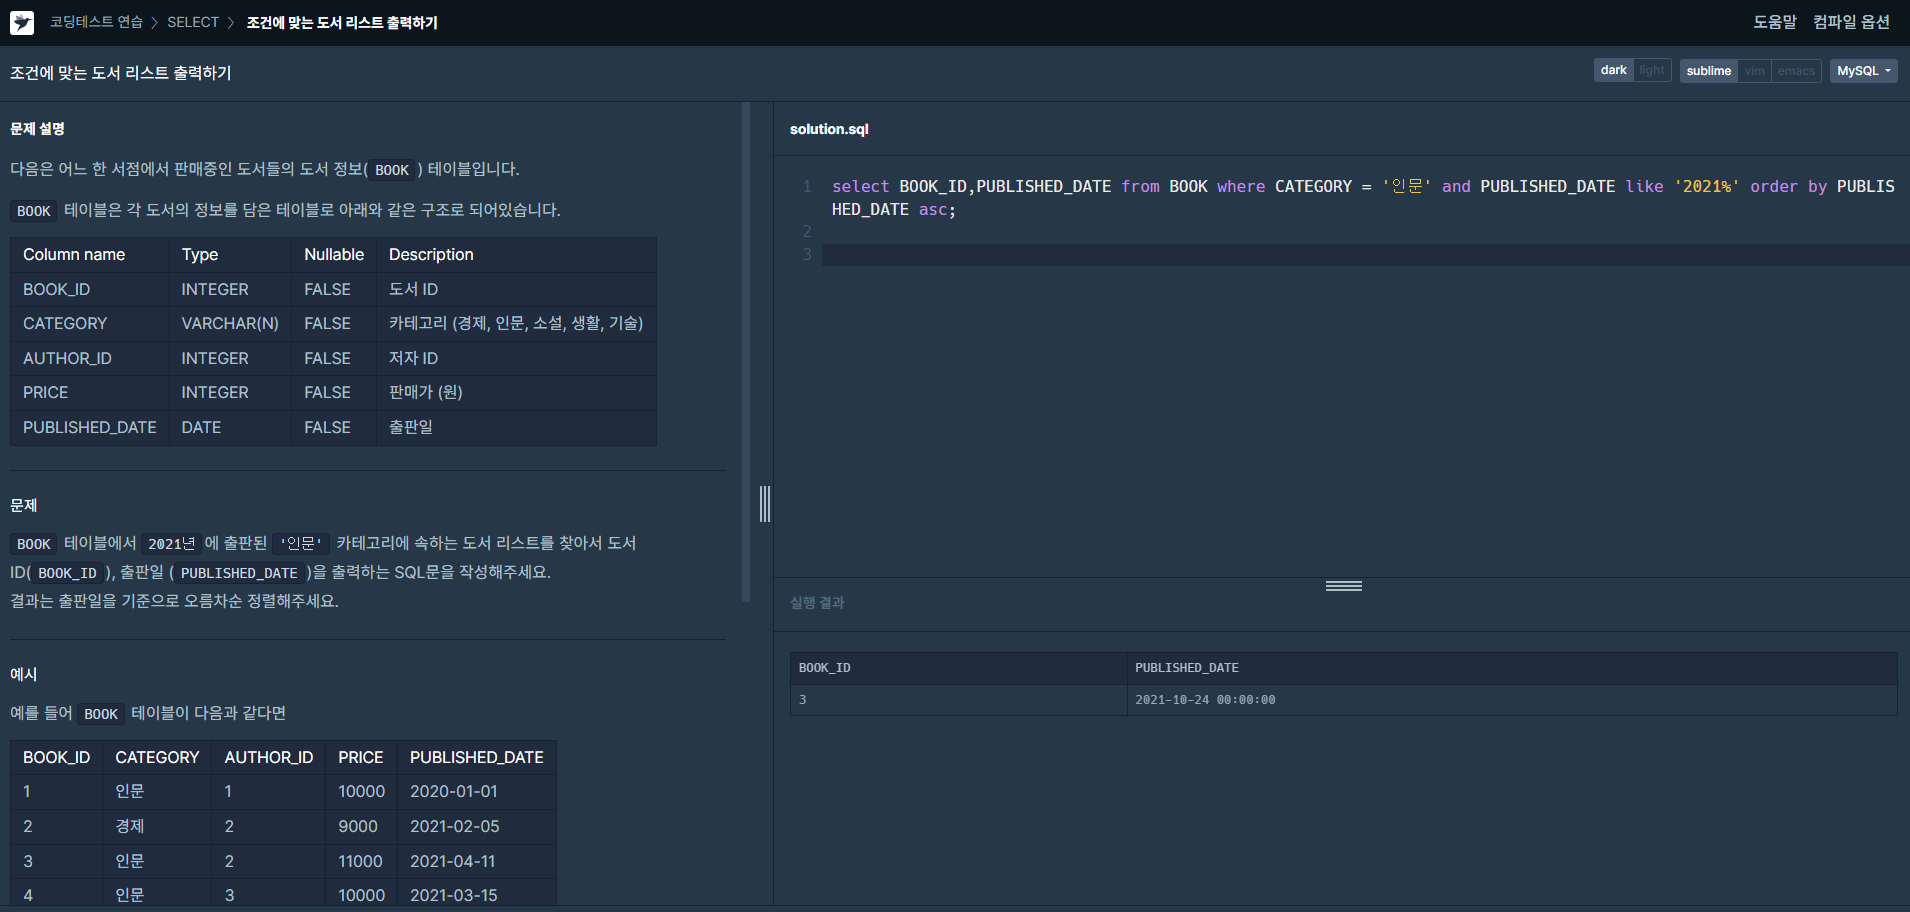 코딩테스트 연습 > SELECT > 조건에 맞는 도서 리스트 출력하기
도움말 컴파일 옵션
조건에 맞는 도서 리스트 출력하기
dark light sublime vim emacs MySQL
문제 설명
다음은 어느 한 서점에서 판매중인 도서들의 도서 정보(BOOK) 테이블입니다.
BOOK 테이블은 각 도서의 정보를 담은 테이블로 아래와 같은 구조로 되어있습니다.
Column name Type Nullable Description
BOOK_ID INTEGER FALSE 도서 ID
CATEGORY VARCHAR(N) FALSE 카테고리 (경제, 인문, 소설, 생활, 기술)
AUTHOR_ID INTEGER FALSE 저자 ID
PRICE INTEGER FALSE 판매가 (원)
PUBLISHED_DATE DATE FALSE 출판일
문제
BOOK 테이블에서 2021년 에 출판된 '인문' 카테고리에 속하는 도서 리스트를 찾아서 도서
ID( BOOK_ID ), 출판일 ( PUBLISHED_DATE )을 출력하는 SQL문을 작성해주세요.
결과는 출판일을 기준으로 오름차순 정렬해주세요.
예시
예를 들어 BOOK 테이블이 다음과 같다면
BOOK_ID CATEGORY AUTHOR_ID PRICE PUBLISHED_DATE
1 인문 1 10000 2020-01-01
2 경제 2 9000 2021-02-05
3 인문 2 11000 2021-04-11
4 인문 3 10000 2021-03-15
solution.sql
1 select BOOK_ID,PUBLISHED_DATE from BOOK where CATEGORY = '인문' and PUBLISHED_DATE like '2021%' order by PUBLIS
HED_DATE asc;
2
3
실행 결과
BOOK_ID PUBLISHED_DATE
3 2021-10-24 00:00:00